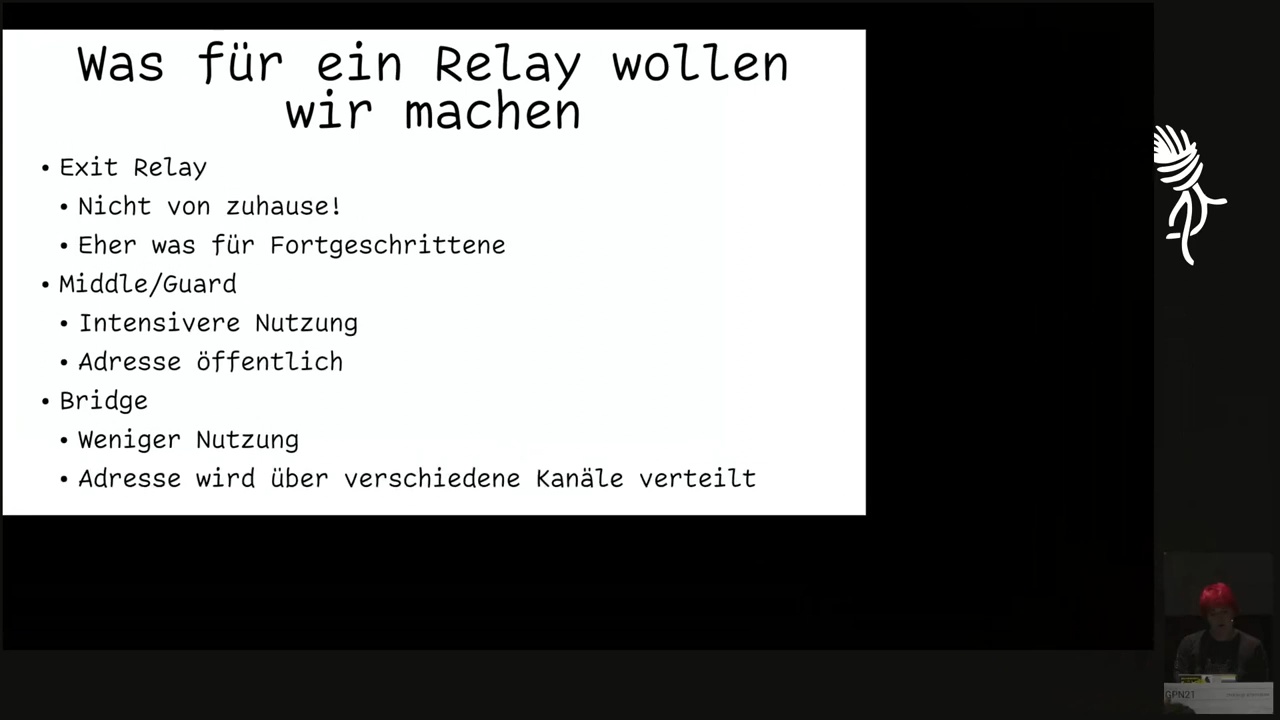 Was für ein Relay wollen
wir machen
• Exit Relay
• Nicht von zuhause!
• Eher was für Fortgeschrittene
• Middle/Guard
• Intensivere Nutzung
• Adresse öffentlich
• Bridge
• Weniger Nutzung
• Adresse wird über verschiedene Kanäle verteilt
GPN21